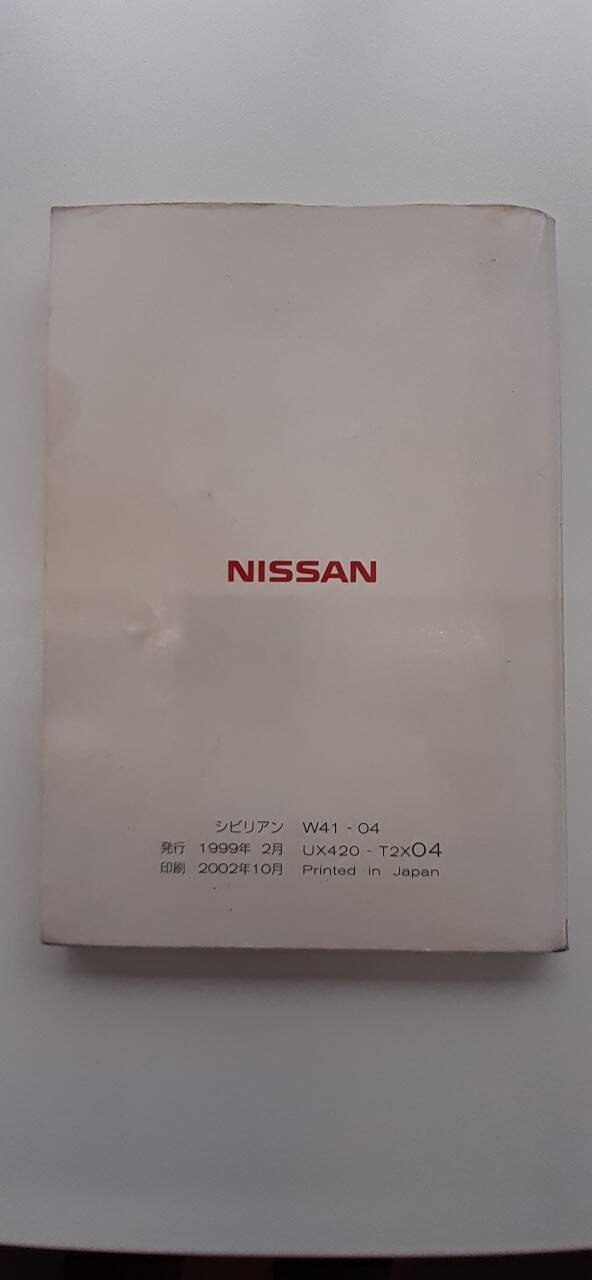 NISSAN
シビリアン W41 - 04
発行 1999年 2月 UX420 - T2X04
印刷 2002年10月 Printed in Japan